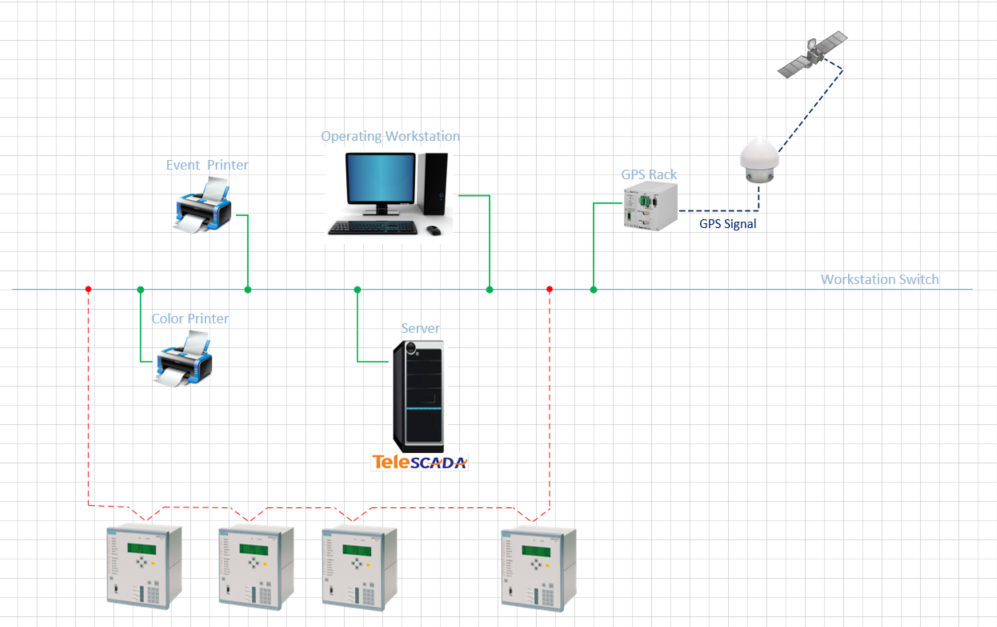 Operating Workstation
Event Printer
GPS Rack
GPS Signal
Workstation Switch
Color Printer
Server
TeleSCADA